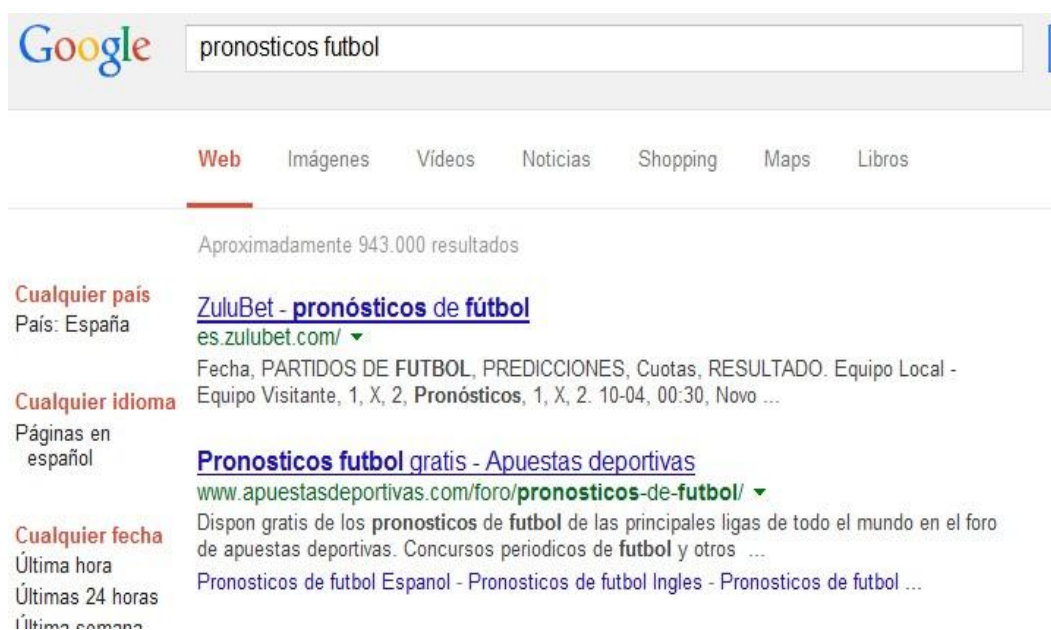 Google
pronosticos futbol
Web Imágenes Vídeos Noticias Shopping Maps Libros
Aproximadamente 943.000 resultados
Cualquier país
País: España
Cualquier idioma
Páginas en
español
Cualquier fecha
Última hora
Últimas 24 horas
Última semana
ZuluBet - pronósticos de fútbol
es.zulubet.com/
Fecha, PARTIDOS DE FUTBOL, PREDICCIONES, Cuotas, RESULTADO. Equipo Local -
Equipo Visitante, 1, X, 2, Pronósticos, 1, X, 2. 10-04, 00:30, Novo ...
Pronosticos futbol gratis - Apuestas deportivas
www.apuestasdeportivas.com/foro/pronosticos-de-futbol/
Dispon gratis de los pronosticos de futbol de las principales ligas de todo el mundo en el foro
de apuestas deportivas. Concursos periodicos de futbol y otros ...
Pronosticos de futbol Espanol - Pronosticos de futbol Ingles - Pronosticos de futbol ...